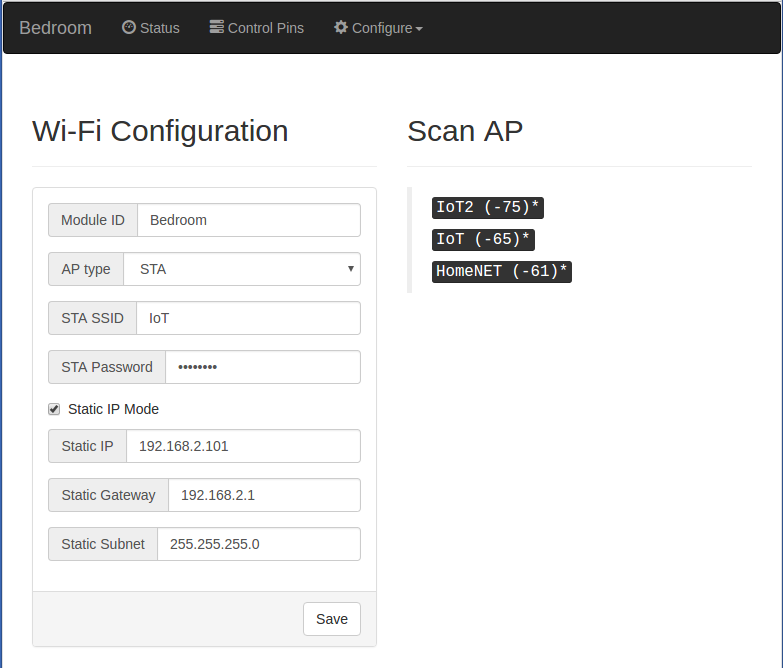 Bedroom Status Control Pins Configure
Wi-Fi Configuration
Module ID Bedroom
AP type STA
STA SSID IoT
STA Password ••••••••
Static IP Mode
Static IP 192.168.2.101
Static Gateway 192.168.2.1
Static Subnet 255.255.255.0
Save
Scan AP
IoT2 (-75)*
IoT (-65)*
HomeNET (-61)*